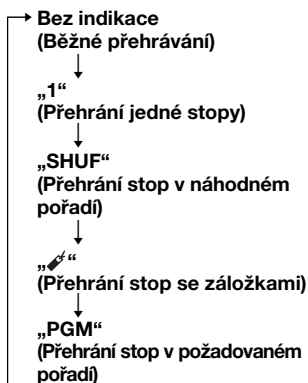 Bez indikace
(Běžné přehrávání)
„1“
(Přehrání jedné stopy)
„SHUF“
(Přehrání stop v náhodném
pořadí)
„ “
(Přehrání stop se záložkami)
„PGM“
(Přehrání stop v požadovaném
pořadí)